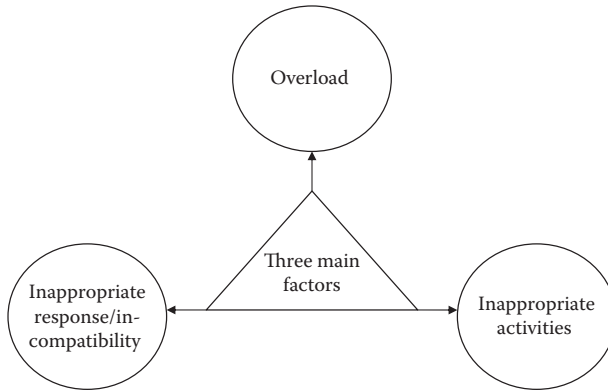 Overload
Three main
factors
Inappropriate
response/in-
compatibility
Inappropriate
activities